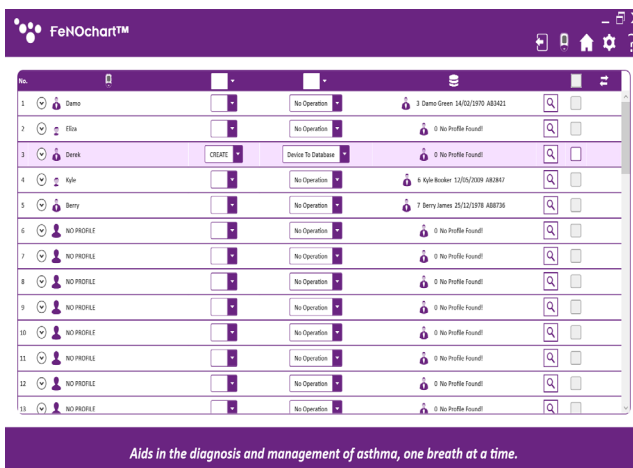 FeNOchart™
No.
1 Damo No Operation 3 Damo Green 14/02/1970 AB3421
2 Eliza No Operation 0 No Profile Found!
3 Derek CREATE Device To Database 0 No Profile Found!
4 Kyle No Operation 6 Kyle Booker 12/05/2009 AB2847
5 Berry No Operation 7 Berry James 25/12/1978 AB8736
6 NO PROFILE No Operation 0 No Profile Found!
7 NO PROFILE No Operation 0 No Profile Found!
8 NO PROFILE No Operation 0 No Profile Found!
9 NO PROFILE No Operation 0 No Profile Found!
10 NO PROFILE No Operation 0 No Profile Found!
11 NO PROFILE No Operation 0 No Profile Found!
12 NO PROFILE No Operation 0 No Profile Found!
13 NO PROFILE No Operation 0 No Profile Found!
Aids in the diagnosis and management of asthma, one breath at a time.